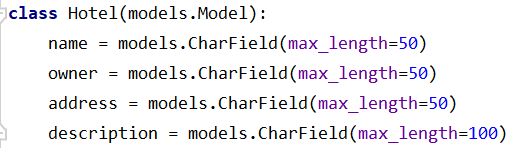 class Hotel(models.Model):
    name = models.CharField(max_length=50)
    owner = models.CharField(max_length=50)
    address = models.CharField(max_length=50)
    description = models.CharField(max_length=100)